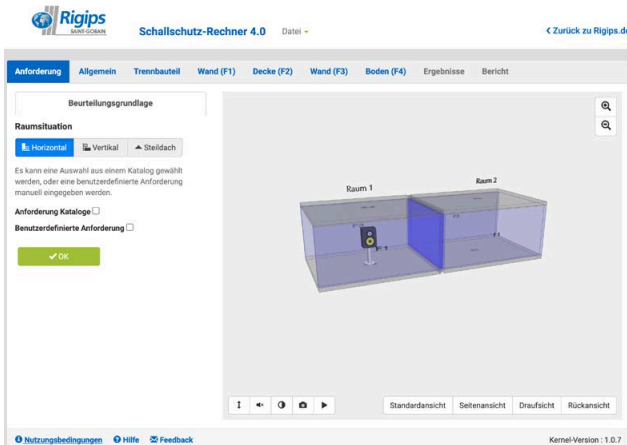 Rigips
SAINT-GOBAIN
Schallschutz-Rechner 4.0
Datei
Zurück zu Rigips.de
Anforderung Allgemein Trennbauteil Wand (F1) Decke (F2) Wand (F3) Boden (F4) Ergebnisse Bericht
Beurteilungsgrundlage
Raumsituation
Horizontal Vertikal Steildach
Es kann eine Auswahl aus einem Katalog gewählt
werden, oder eine benutzerdefinierte Anforderung
manuell eingegeben werden.
Anforderung Kataloge
Benutzerdefinierte Anforderung
OK
Raum 1
Raum 2
F 1
Standardansicht Seitenansicht Draufsicht Rückansicht
Nutzungsbedingungen Hilfe Feedback
Kernel-Version : 1.0.7